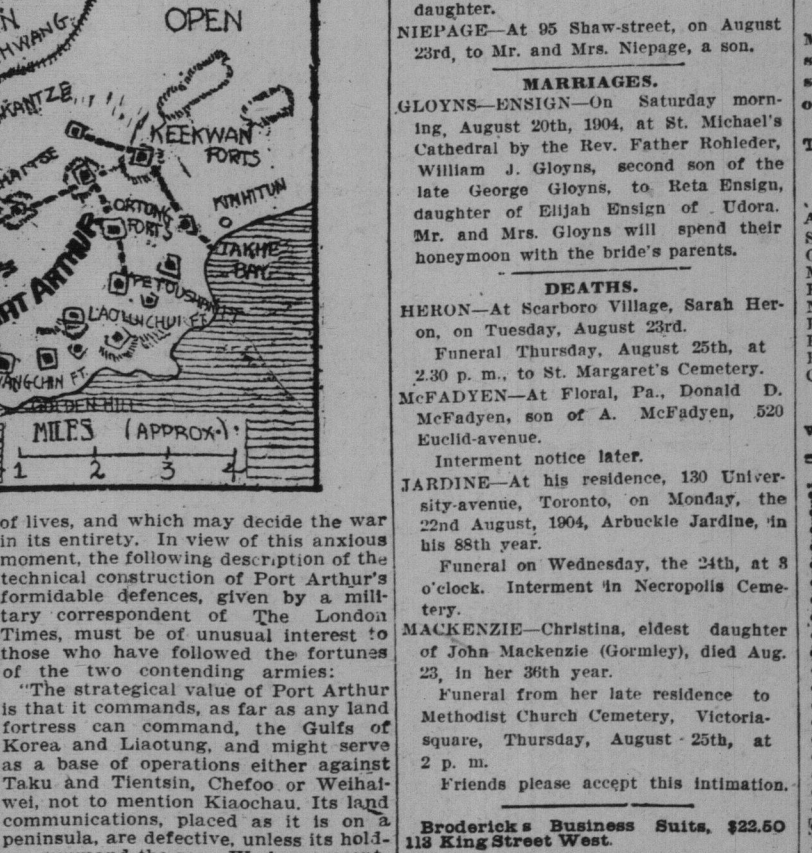 OPEN
HWANG
KANTZE
KEEKWAN
FORTS
KINHITUN
ORTUNG
FORTS
TAKHE
BAY
RT ARTHUR
ANGCHIN FT.
GOLDEN HILL
MILES (APPROX.)
1 2 3 4
of lives, and which may decide the war
in its entirety. In view of this anxious
moment, the following description of the
technical construction of Port Arthur's
formidable defences, given by a mili-
tary correspondent of The London
Times, must be of unusual interest to
those who have followed the fortunes
of the two contending armies:
"The strategical value of Port Arthur
is that it commands, as far as any land
fortress can command, the Gulfs of
Korea and Liaotung, and might serve
as a base of operations either against
Taku and Tientsin, Chefoo or Weihai-
wei, not to mention Kiaochau. Its land
communications, placed as it is on a
peninsula, are defective, unless its hold-
daughter.
NIEPAGE—At 95 Shaw-street, on August
23rd, to Mr. and Mrs. Niepage, a son.
MARRIAGES.
GLOYNS—ENSIGN—On Saturday morn-
ing, August 20th, 1904, at St. Michael's
Cathedral by the Rev. Father Rohleder,
William J. Gloyns, second son of the
late George Gloyns, to Reta Ensign,
daughter of Elijah Ensign of Udora.
Mr. and Mrs. Gloyns will spend their
honeymoon with the bride's parents.
DEATHS.
HERON—At Scarboro Village, Sarah Her-
on, on Tuesday, August 23rd.
Funeral Thursday, August 25th, at
2.30 p. m., to St. Margaret's Cemetery.
McFADYEN—At Floral, Pa., Donald D.
McFadyen, son of A. McFadyen, 520
Euclid-avenue.
Interment notice later.
JARDINE—At his residence, 130 Univer-
sity-avenue, Toronto, on Monday, the
22nd August, 1904, Arbuckle Jardine, in
his 88th year.
Funeral on Wednesday, the 24th, at 3
o'clock. Interment in Necropolis Ceme-
tery.
MACKENZIE—Christina, eldest daughter
of John Mackenzie (Gormley), died Aug.
23, in her 36th year.
Funeral from her late residence to
Methodist Church Cemetery, Victoria-
square, Thursday, August 25th, at
2 p. m.
Friends please accept this intimation.
Broderick s Business Suits, $22.50
113 King Street West.